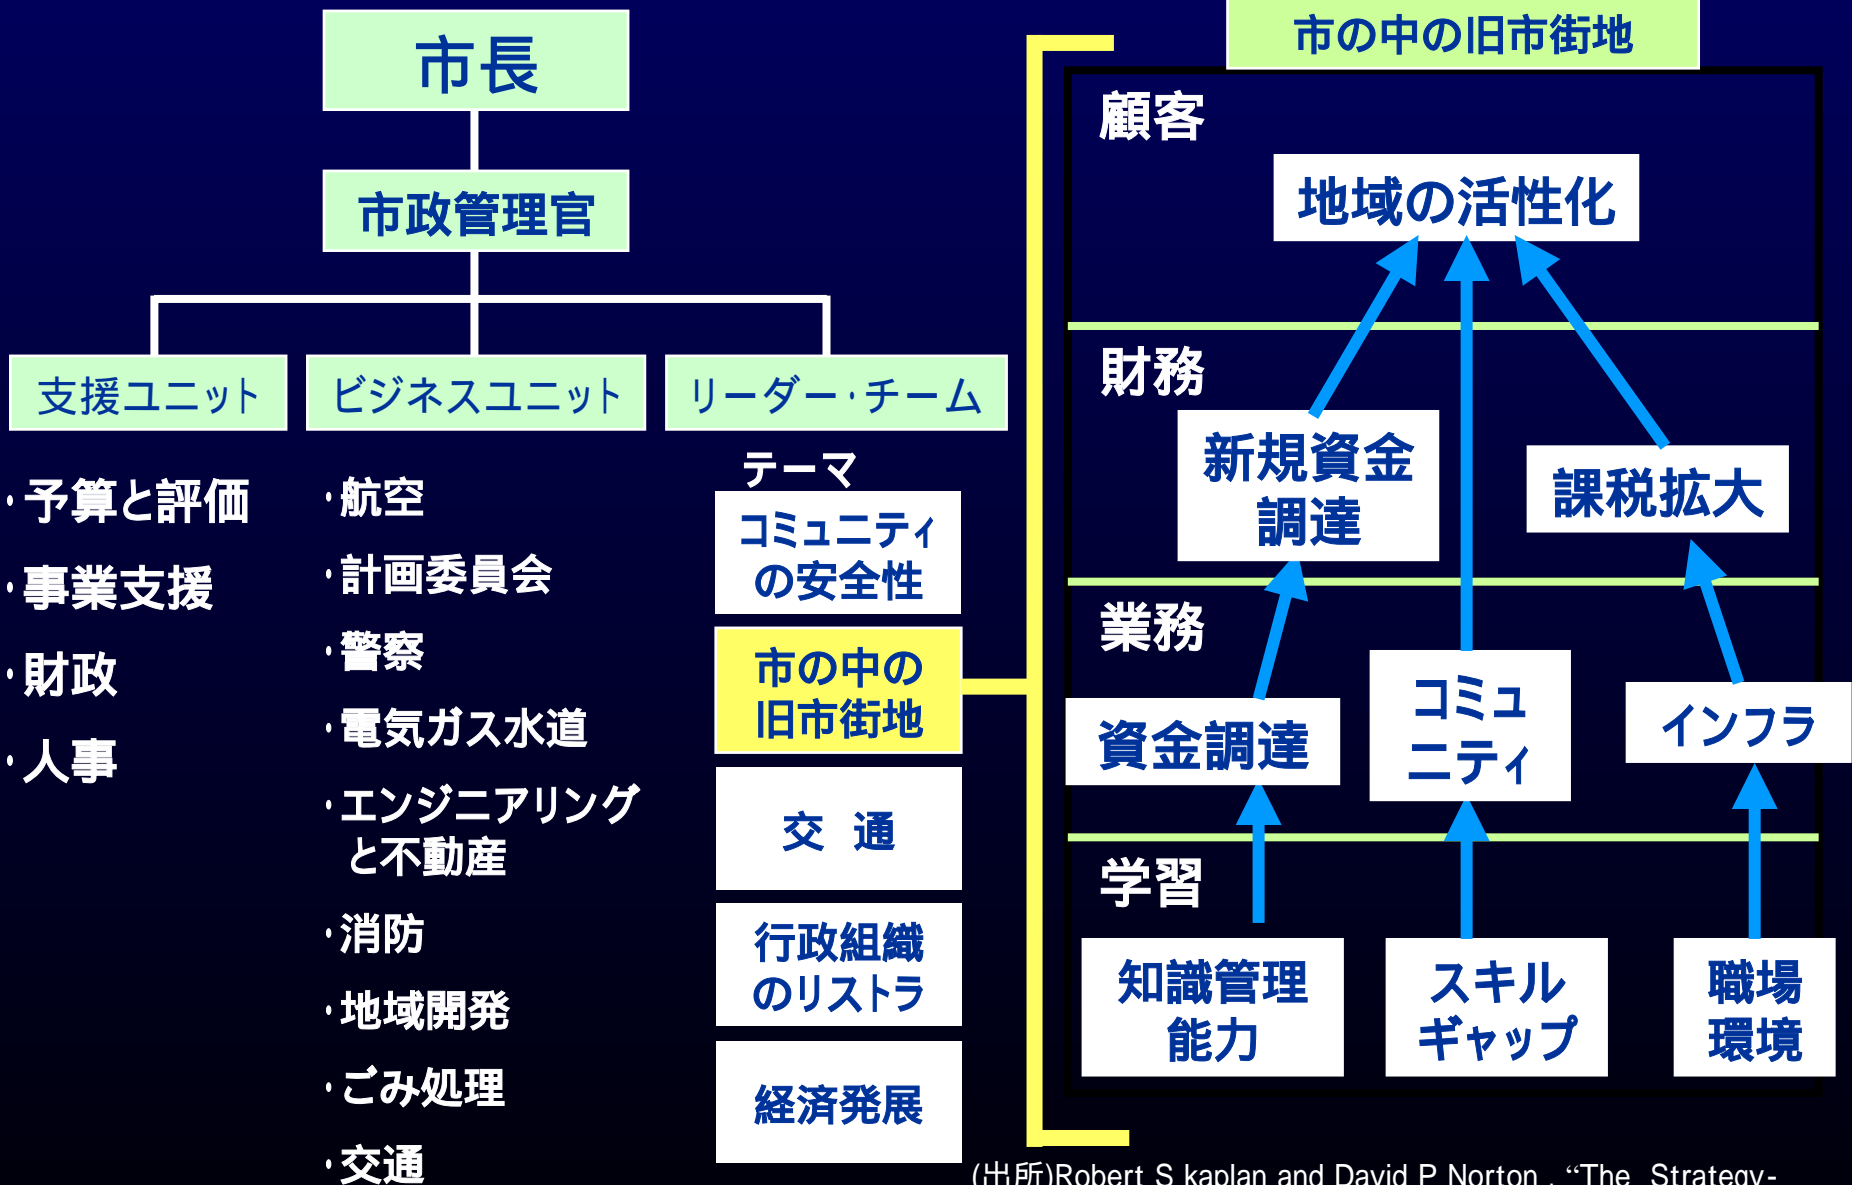 市長
市政管理官
支援ユニット
ビジネスユニット
リーダー・チーム
・予算と評価
・事業支援
・財政
・人事
・航空
・計画委員会
・警察
・電気ガス水道
・エンジニアリング
と不動産
・消防
・地域開発
・ごみ処理
・交通
テーマ
コミュニティ
の安全性
市の中の
旧市街地
交 通
行政組織
のリストラ
経済発展
市の中の旧市街地
顧客
地域の活性化
財務
新規資金
調達
課税拡大
業務
資金調達
コミュ
ニティ
インフラ
学習
知識管理
能力
スキル
ギャップ
職場
環境
(出所)Robert S kaplan and David P Norton , “The Strategy-